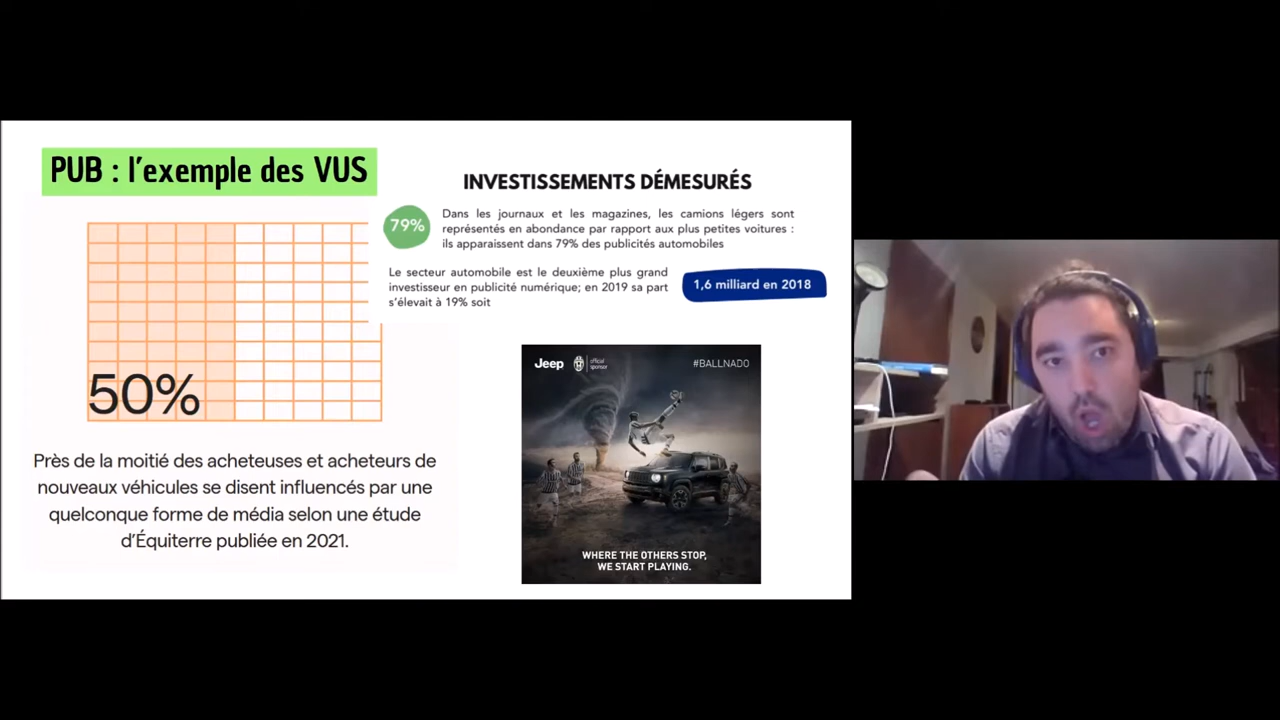 PUB : l'exemple des VUS
50%
Près de la moitié des acheteuses et acheteurs de
nouveaux véhicules se disent influencés par une
quelconque forme de média selon une étude
d'Équiterre publiée en 2021.
INVESTISSEMENTS DÉMESURÉS
79%
Dans les journaux et les magazines, les camions légers sont
représentés en abondance par rapport aux plus petites voitures :
ils apparaissent dans 79% des publicités automobiles
Le secteur automobile est le deuxième plus grand
investisseur en publicité numérique; en 2019 sa part
s'élevait à 19% soit
1,6 milliard en 2018
Jeep
official
sponsor
#BALLNADO
WHERE THE OTHERS STOP,
WE START PLAYING.